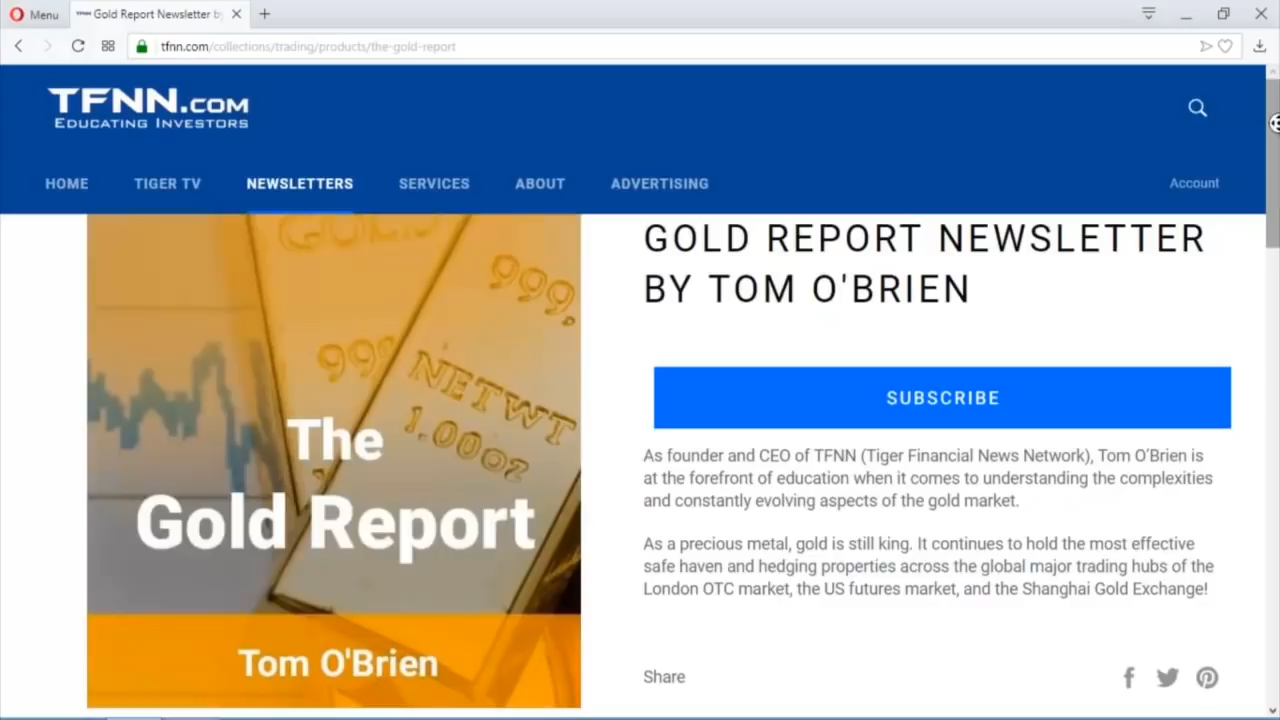 Menu
Gold Report Newsletter by
tfnn.com/collections/trading/products/the-gold-report
TFNN.COM
EDUCATING INVESTORS
HOME TIGER TV NEWSLETTERS SERVICES ABOUT ADVERTISING Account
GOLD
999,
999
NETWT
1.00OZ
The
Gold Report
Tom O'Brien
GOLD REPORT NEWSLETTER
BY TOM O'BRIEN
SUBSCRIBE
As founder and CEO of TFNN (Tiger Financial News Network), Tom O'Brien is
at the forefront of education when it comes to understanding the complexities
and constantly evolving aspects of the gold market.
As a precious metal, gold is still king. It continues to hold the most effective
safe haven and hedging properties across the global major trading hubs of the
London OTC market, the US futures market, and the Shanghai Gold Exchange!
Share